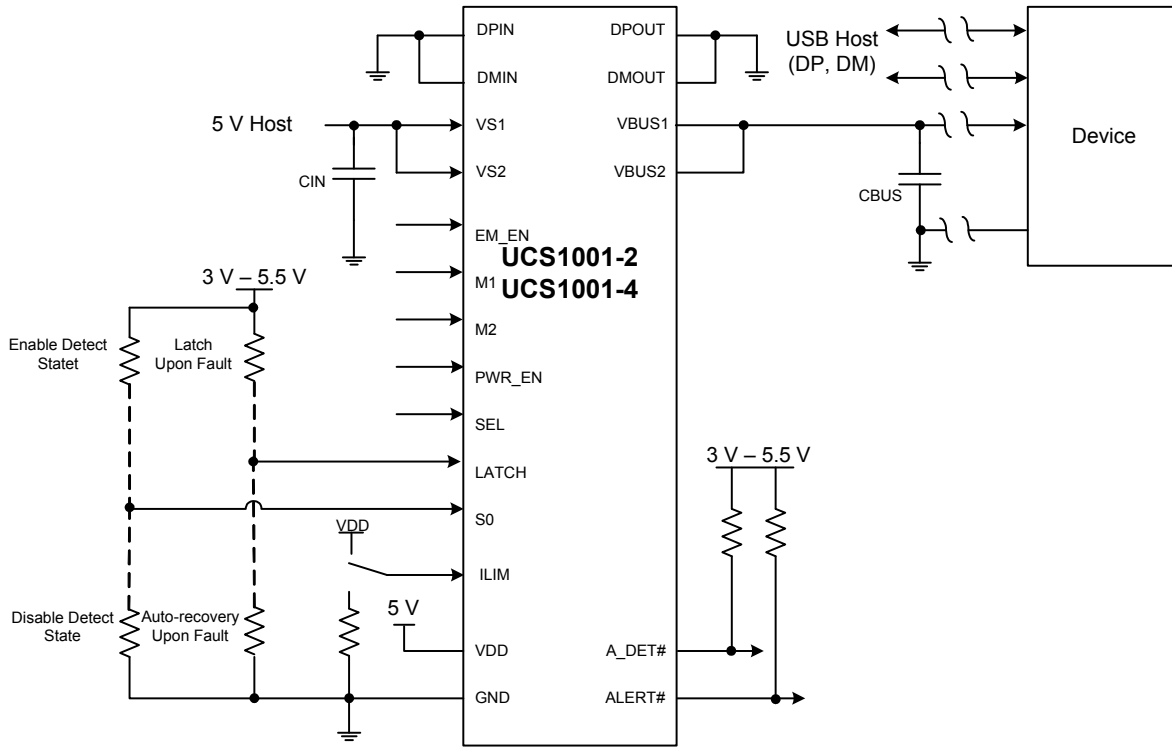 DPIN
DMIN
5 V Host
VS1
VS2
CIN
EM_EN
UCS1001-2
UCS1001-4
M1
M2
PWR_EN
SEL
LATCH
S0
ILIM
VDD
GND
3 V – 5.5 V
Enable Detect
Statet
Latch
Upon Fault
VDD
5 V
Disable Detect
State
Auto-recovery
Upon Fault
DPOUT
DMOUT
VBUS1
VBUS2
USB Host
(DP, DM)
Device
CBUS
3 V – 5.5 V
A_DET#
ALERT#